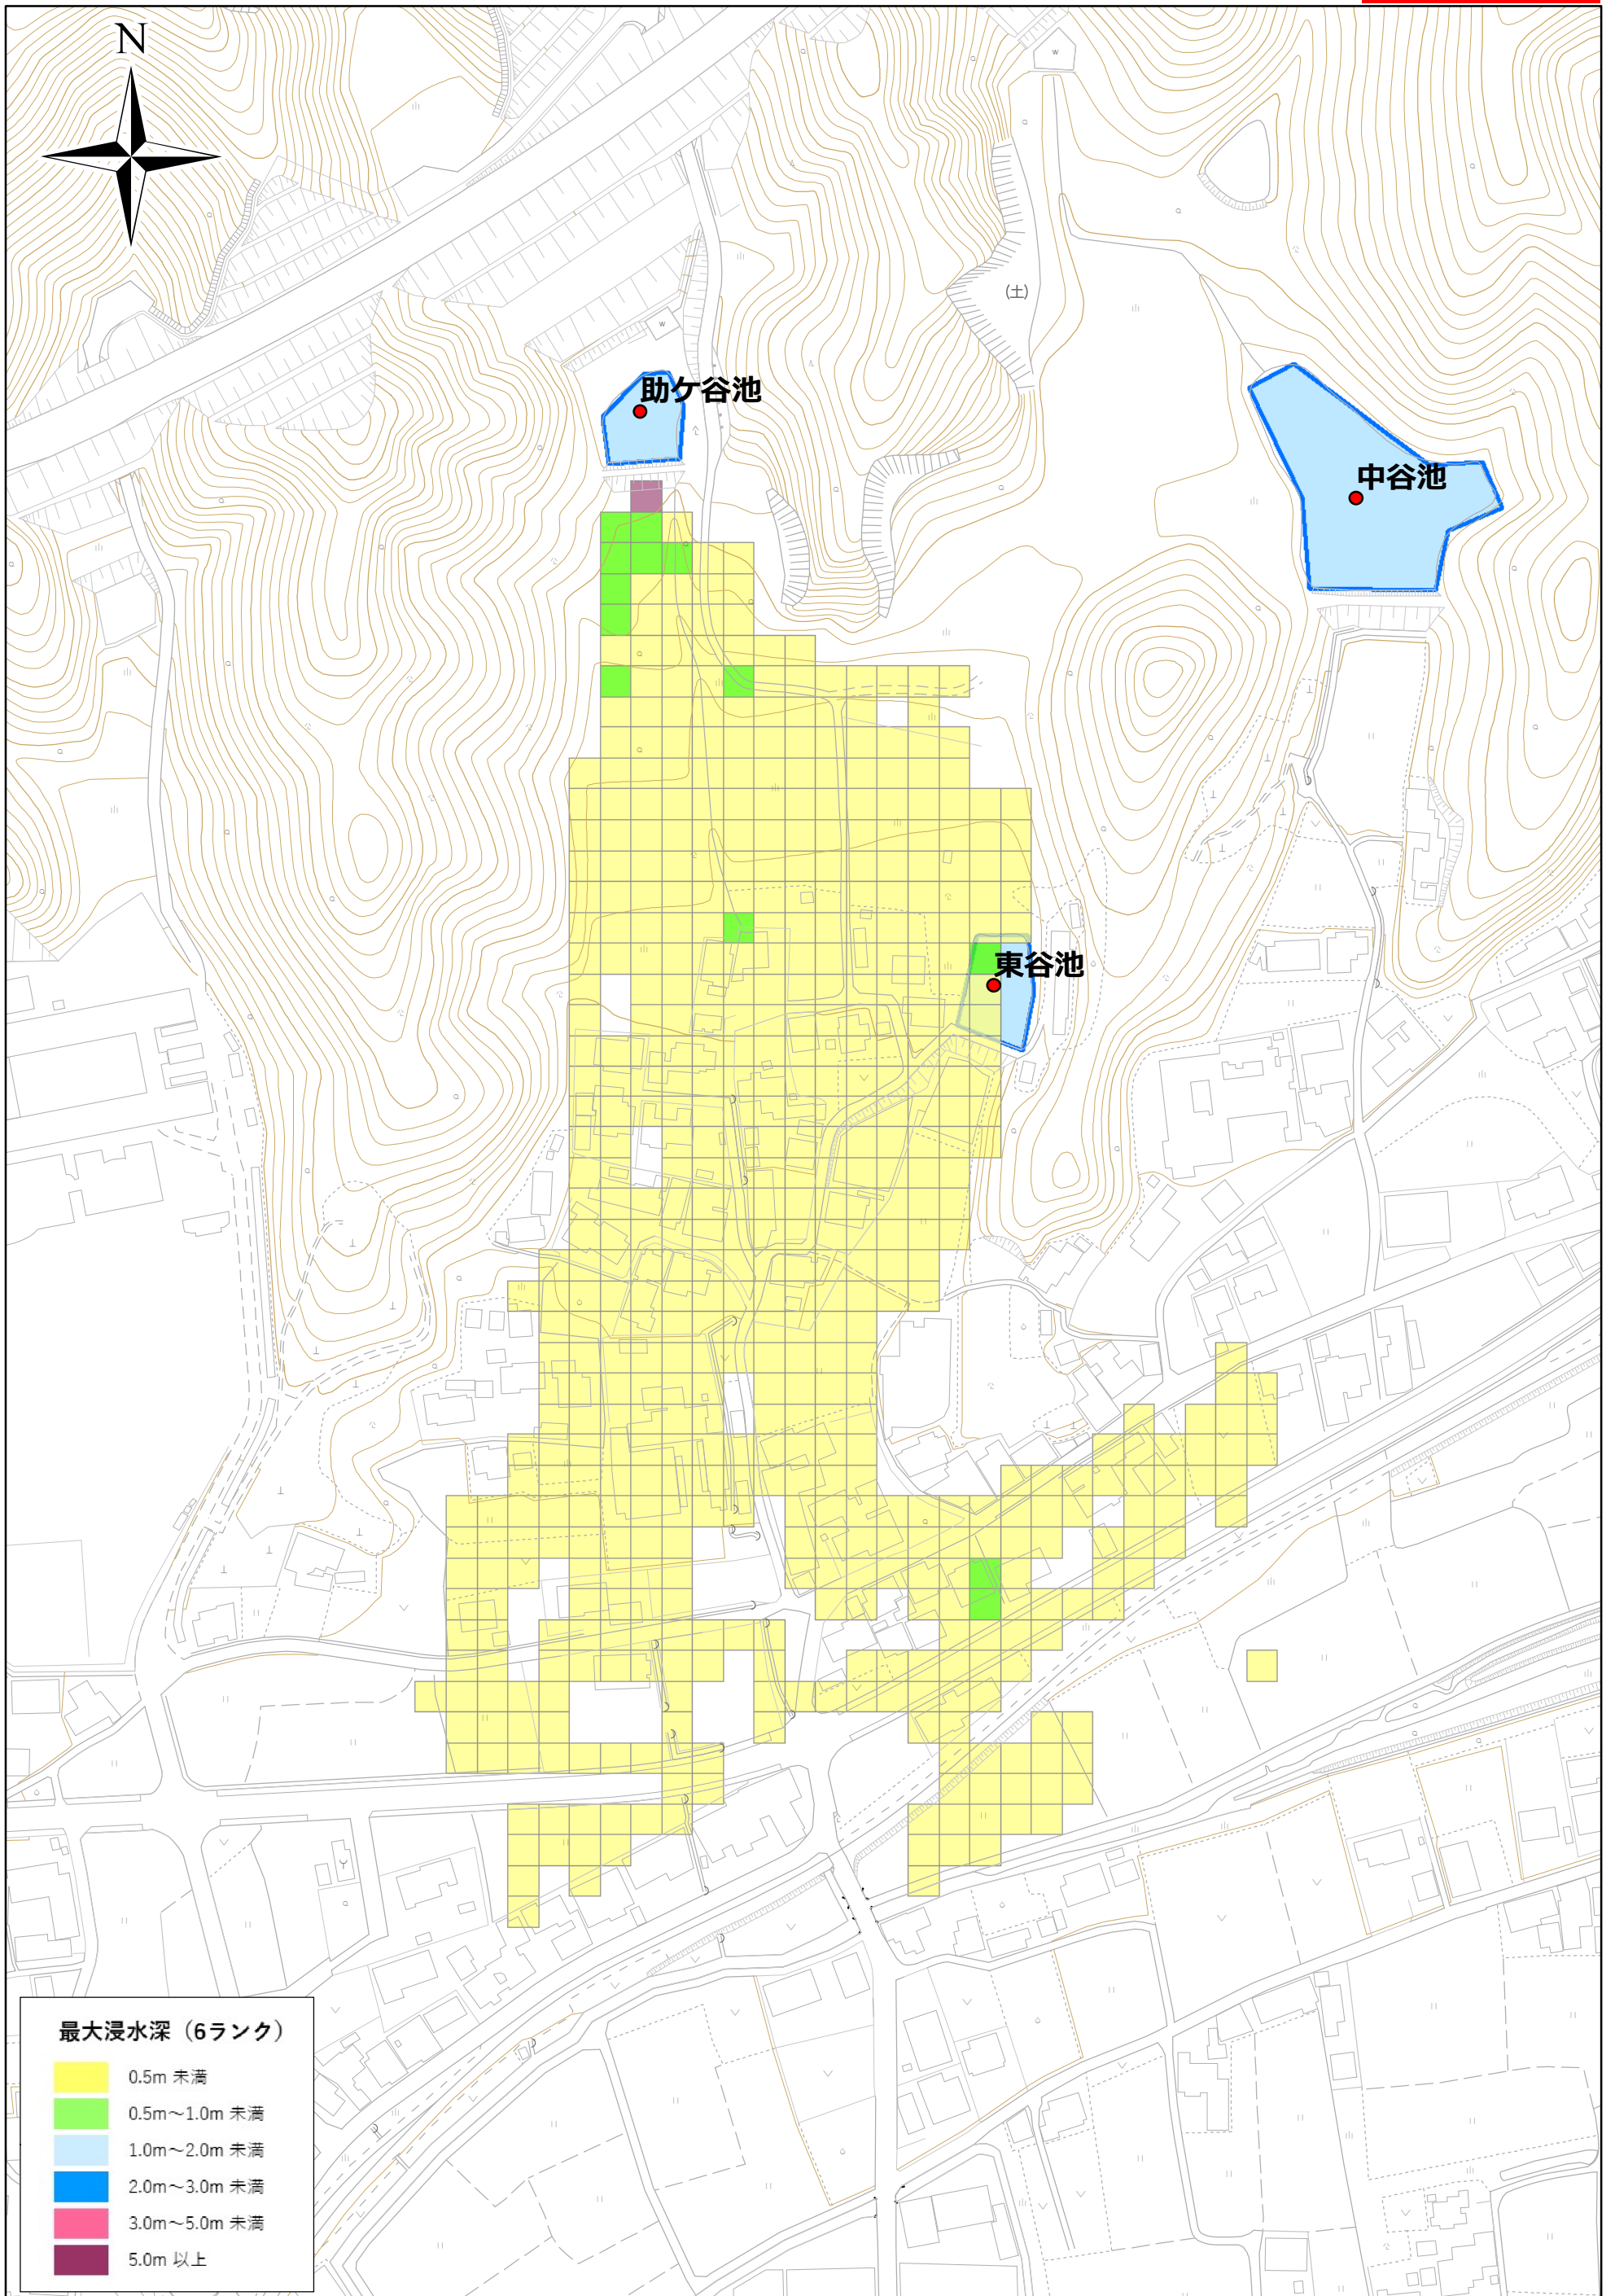 N
W
W
(土)
助ケ谷池
中谷池
東谷池
最大浸水深（6ランク）
0.5m 未満
0.5m～1.0m 未満
1.0m～2.0m 未満
2.0m～3.0m 未満
3.0m～5.0m 未満
5.0m 以上